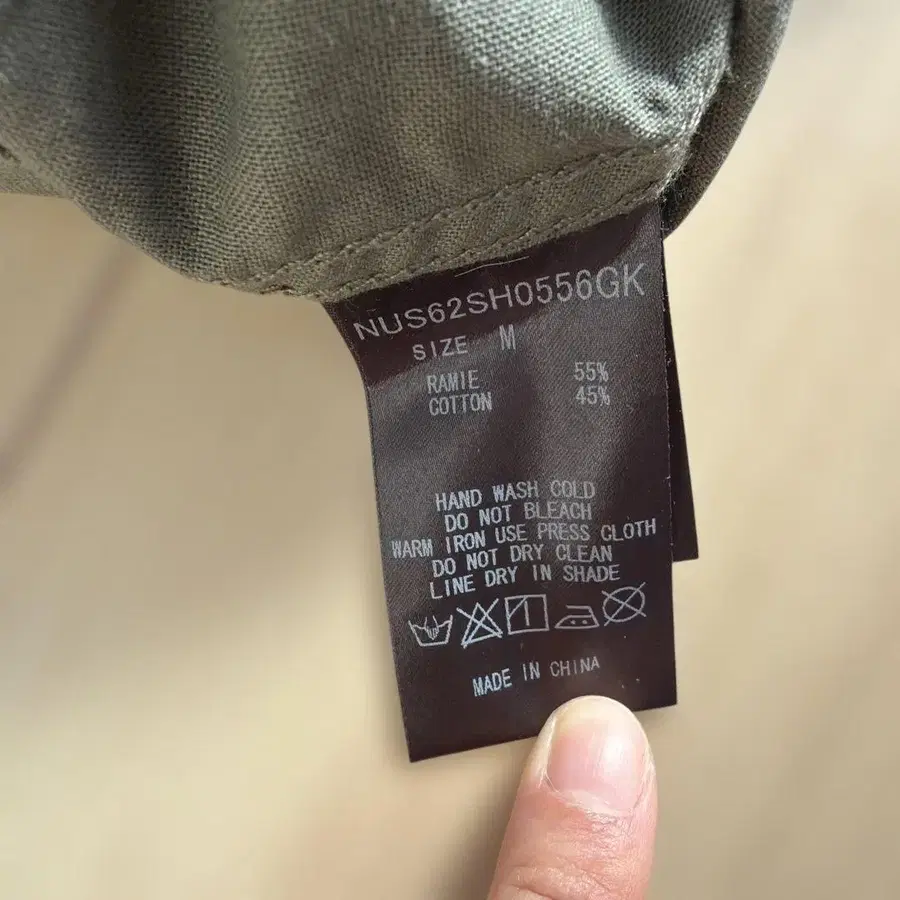 NUS62SH0556GK
SIZE M
RAMIE 55%
COTTON 45%
HAND WASH COLD
DO NOT BLEACH
WARM IRON USE PRESS CLOTH
DO NOT DRY CLEAN
LINE DRY IN SHADE
MADE IN CHINA